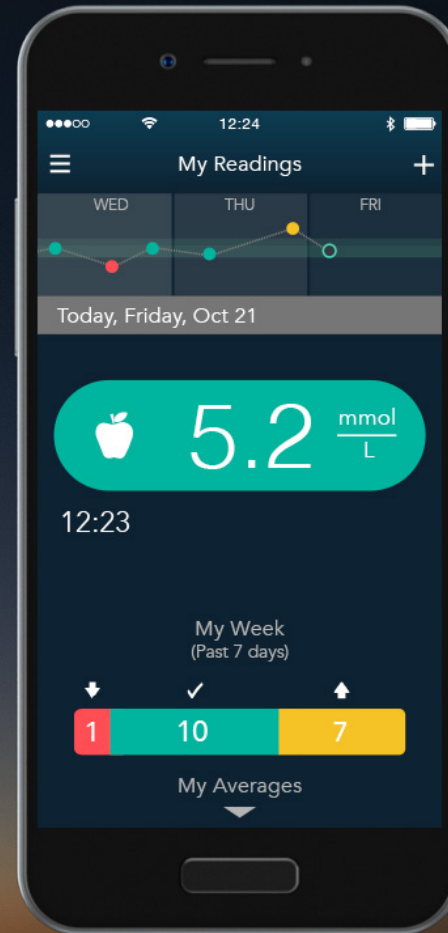 12:24
My Readings
WED THU FRI
Today, Friday, Oct 21
5.2 mmol
L
12:23
My Week
(Past 7 days)
1 10 7
My Averages